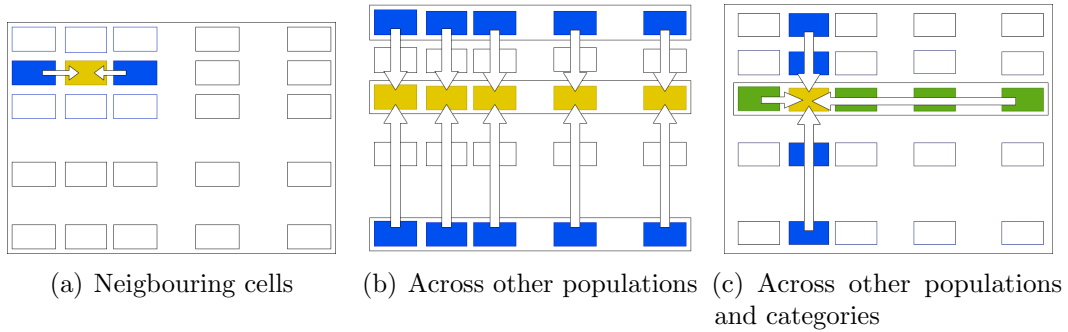 (a) Neigbouring cells
(b) Across other populations
(c) Across other populations
and categories